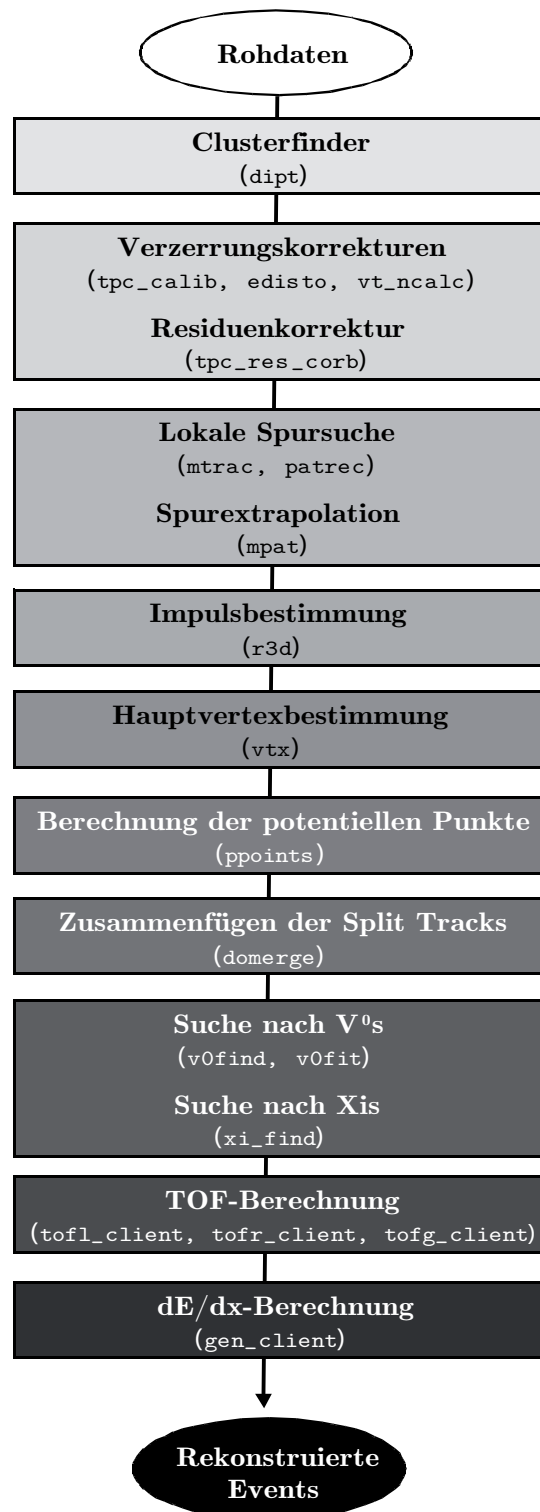 Rohdaten
Clusterfinder
(dipt)
Verzerrungskorrekturen
(tpc_calib, edisto, vt_ncalc)
Residuenkorrektur
(tpc_res_corb)
Lokale Spursuche
(mtrac, patrec)
Spurextrapolation
(mpat)
Impulsbestimmung
(r3d)
Hauptvertexbestimmung
(vtx)
Berechnung der potentiellen Punkte
(ppoints)
Zusammenfügen der Split Tracks
(domerge)
Suche nach V⁰s
(v0find, v0fit)
Suche nach Xis
(xi_find)
TOF-Berechnung
(tofl_client, tofr_client, tofg_client)
dE/dx-Berechnung
(gen_client)
Rekonstruierte
Events